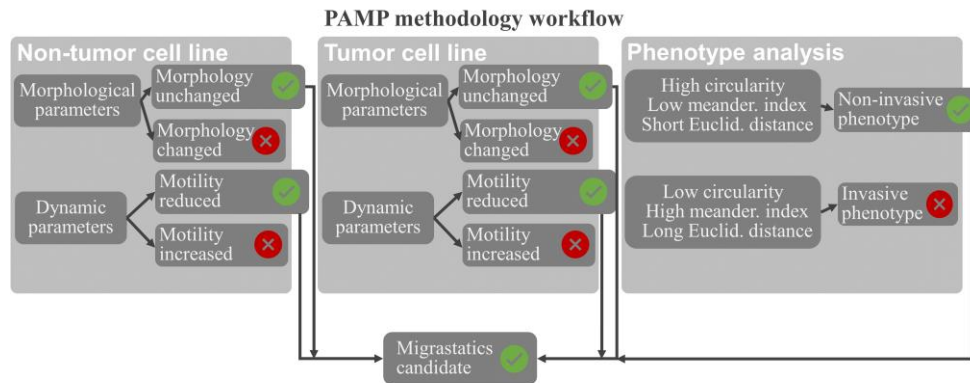 PAMP methodology workflow
Non-tumor cell line
Morphological
parameters
Morphology
unchanged
Morphology
changed
Dynamic
parameters
Motility
reduced
Motility
increased
Tumor cell line
Morphological
parameters
Morphology
unchanged
Morphology
changed
Dynamic
parameters
Motility
reduced
Motility
increased
Phenotype analysis
High circularity
Low meander. index
Short Euclid. distance
Non-invasive
phenotype
Low circularity
High meander. index
Long Euclid. distance
Invasive
phenotype
Migrastatics
candidate